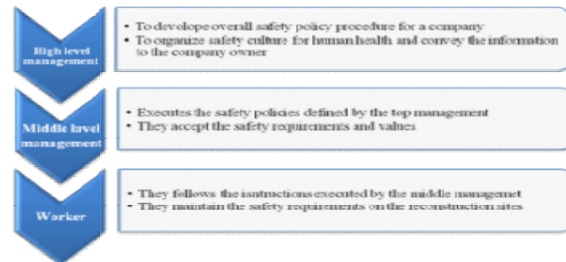 High level
management
• To develope overall safety policy procedure for a company
• To organize safety culture for human health and convey the information
to the company owner
Middle level
management
• Executes the safety policies defined by the top management
• They accept the safety requirements and values
Worker
• They follows the isntructions executed by the middle managemet
• They maintain the safety requirements on the reconstruction sites